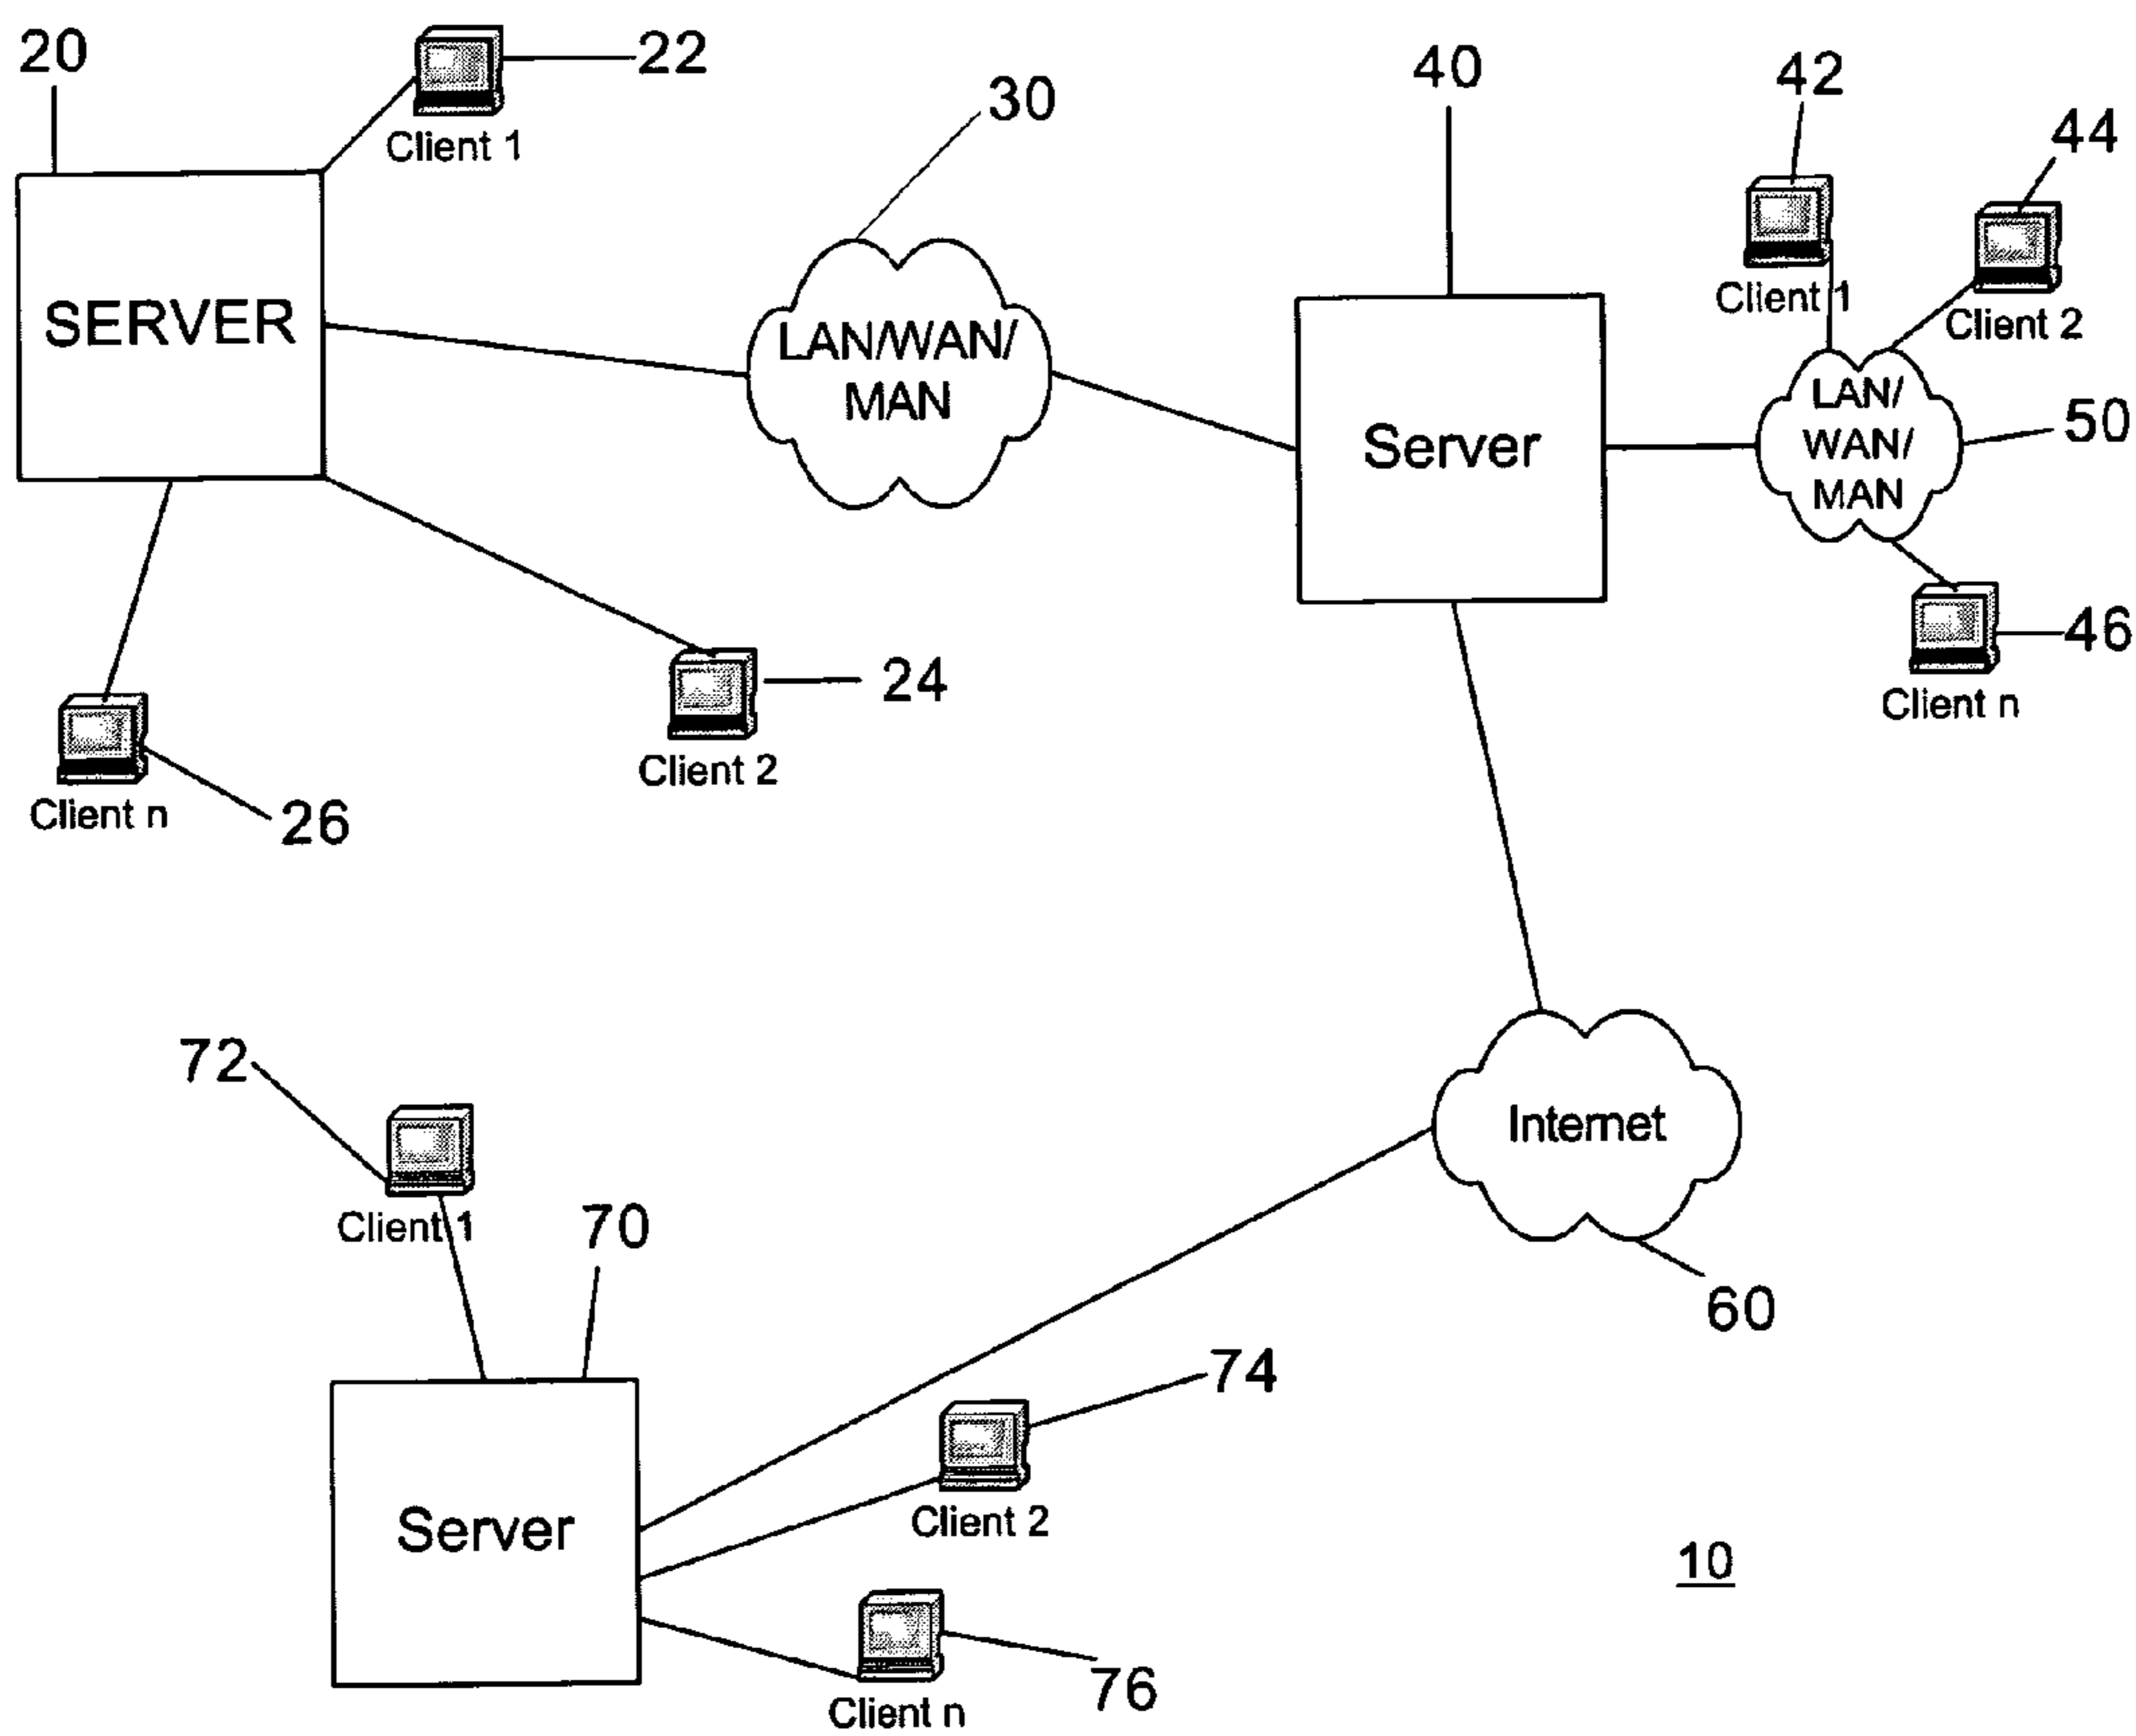 20
22
Client 1
30
40
42
44
SERVER
LAN/WAN/
MAN
Server
Client 1
Client 2
LAN/
WAN/
MAN
50
46
Client n
24
Client 2
Client n
26
72
Client 1
70
Internet
60
74
Server
Client 2
10
76
Client n